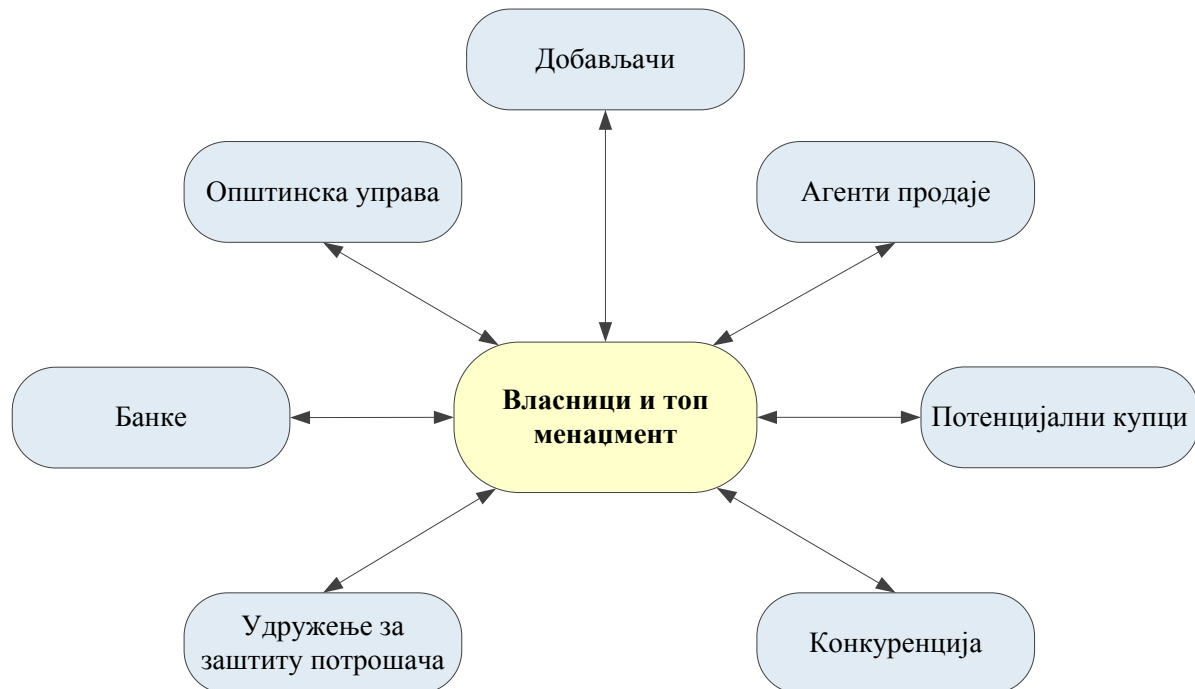 Добављачи
Општинска управа
Агенти продаје
Власници и топ
менаџмент
Банке
Потенцијални купци
Удружење за
заштиту потрошача
Конкуренција